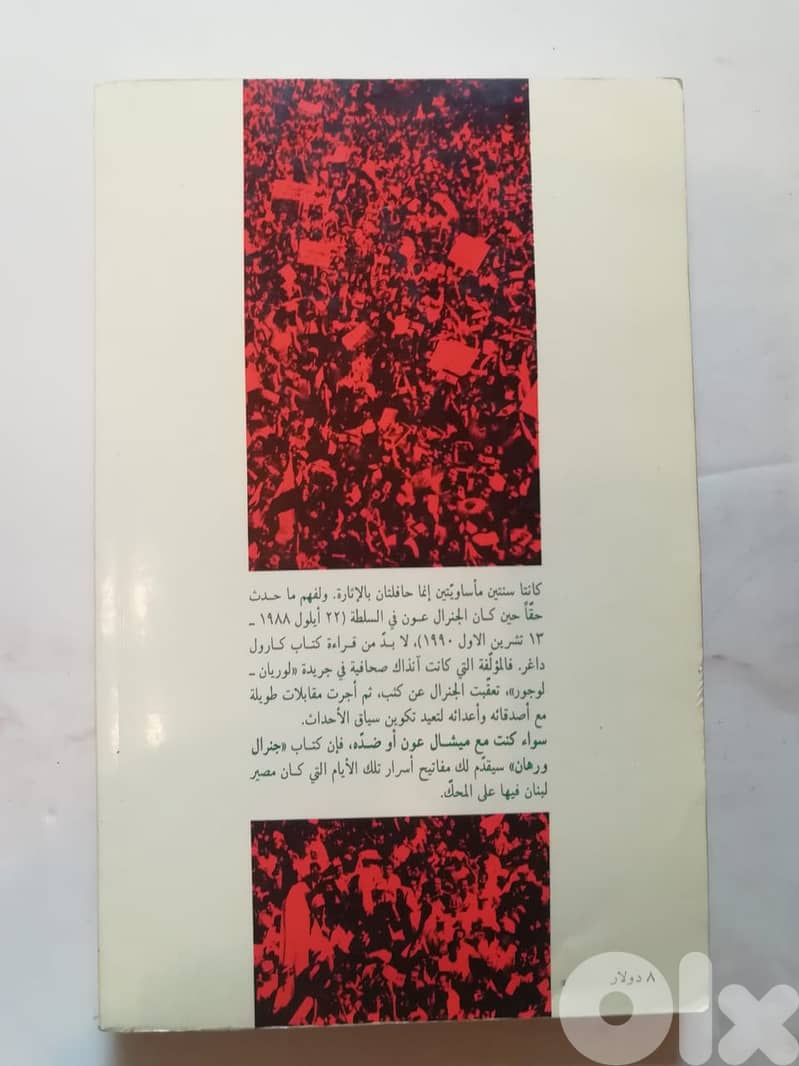 كانتا سنتين مأساويّتين إنما حافلتان بالإثارة. ولفهم ما حدث
حقّاً حين كان الجنرال عون في السلطة (٢٢ أيلول ١٩٨٨ ـ
١٣ تشرين الاول ١٩٩٠)، لا بدّ من قراءة كتاب كارول
داغر. فالمؤلّفة التي كانت آنذاك صحافية في جريدة «لوريان ـ
لوجور»، تعقّبت الجنرال عن كثب، ثم أجرت مقابلات طويلة
مع أصدقائه وأعدائه لتعيد تكوين سياق الأحداث.
سواء كنت مع ميشال عون أو ضدّه، فإن كتاب «جنرال
ورهان» سيقدّم لك مفاتيح أسرار تلك الأيام التي كان مصير
لبنان فيها على المحكّ.
٨ دولار
olx